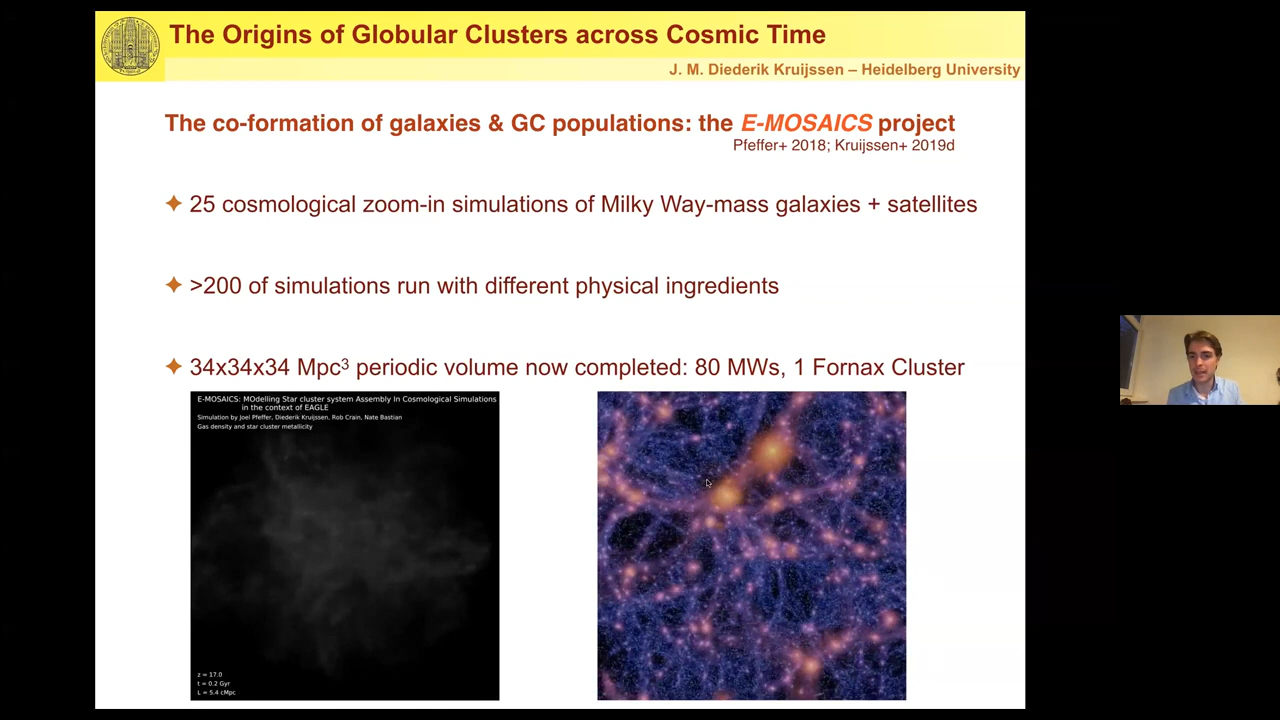 The Origins of Globular Clusters across Cosmic Time
J. M. Diederik Kruijssen – Heidelberg University
The co-formation of galaxies & GC populations: the E-MOSAICS project
Pfeffer+ 2018; Kruijssen+ 2019d
✦ 25 cosmological zoom-in simulations of Milky Way-mass galaxies + satellites
✦ >200 of simulations run with different physical ingredients
✦ 34x34x34 Mpc³ periodic volume now completed: 80 MWs, 1 Fornax Cluster
E-MOSAICS: MOdelling Star cluster system Assembly In Cosmological Simulations
in the context of EAGLE
Simulation by Joel Pfeffer, Diederik Kruijssen, Rob Crain, Nate Bastian
Gas density and star cluster metallicity
z = 17.0
t = 0.2 Gyr
L = 5.4 cMpc